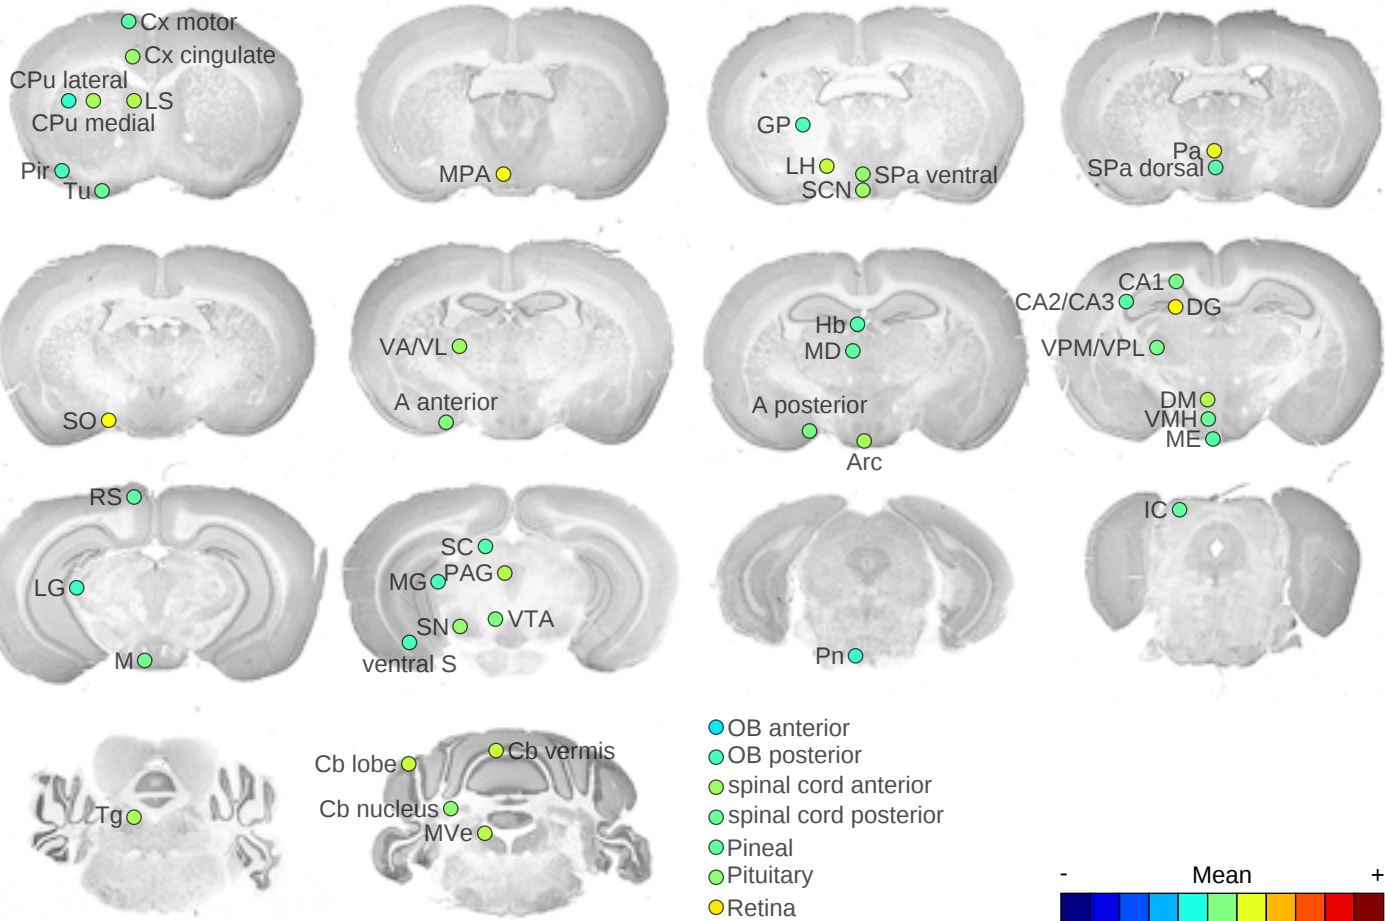 Cx motor
Cx cingulate
CPu lateral
LS
CPu medial
Pir
Tu
MPA
GP
LH
SPa ventral
SCN
Pa
SPa dorsal
SO
VA/VL
A anterior
Hb
MD
A posterior
Arc
CA1
CA2/CA3
DG
VPM/VPL
DM
VMH
ME
RS
LG
M
SC
MG
PAG
SN
VTA
ventral S
Pn
IC
Tg
Cb lobe
Cb vermis
Cb nucleus
MVe
OB anterior
OB posterior
spinal cord anterior
spinal cord posterior
Pineal
Pituitary
Retina
- Mean +